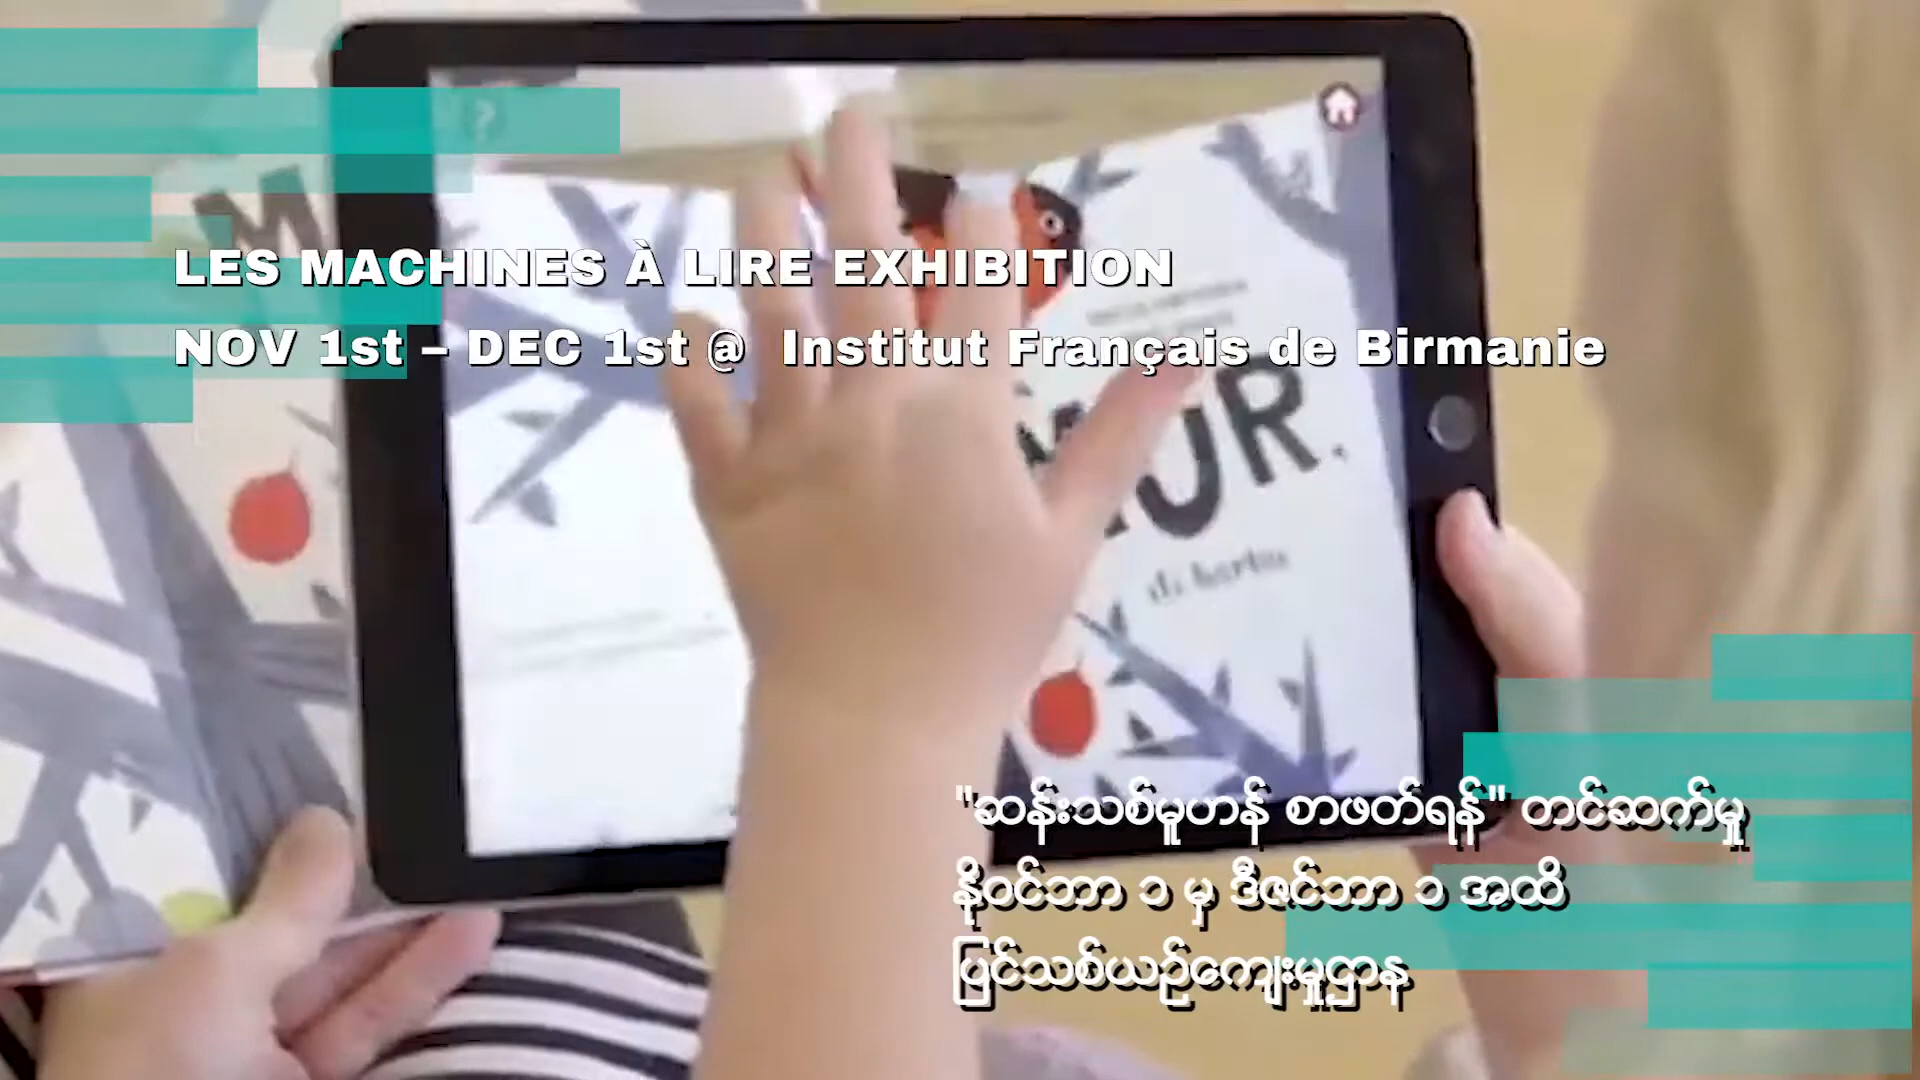 M
LES MACHINES À LIRE EXHIBITION
NOV 1st – DEC 1st @ Institut Français de Birmanie
MUR.
"ဆန်းသစ်မှုဟန် စာဖတ်ရန်" တင်ဆက်မှု
နိုဝင်ဘာ ၁ မှ ဒီဇင်ဘာ ၁ အထိ
ပြင်သစ်ယဉ်ကျေးမှုဌာန